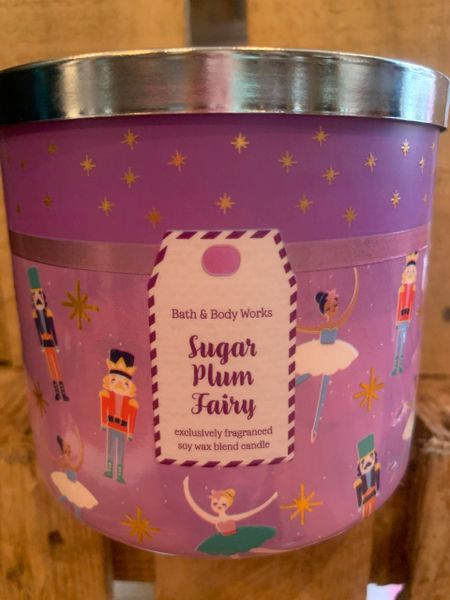 Bath & Body Works
Sugar
Plum
Fairy
exclusively fragranced
soy wax blend candle